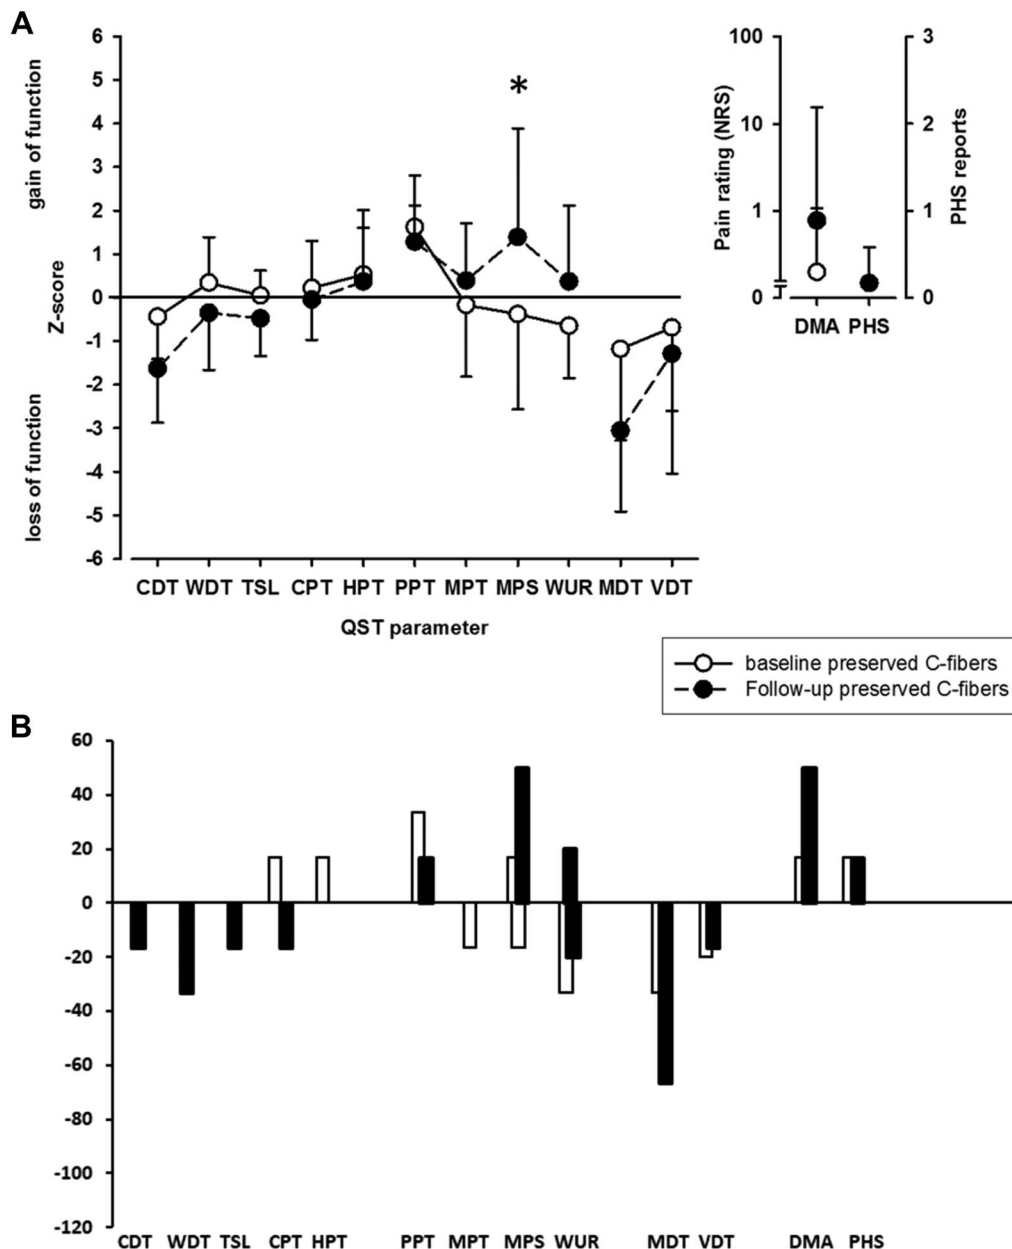 A
gain of function
loss of function
Z-score
6
5
4
3
2
1
0
-1
-2
-3
-4
-5
-6
*
CDT WDT TSL CPT HPT PPT MPT MPS WUR MDT VDT
QST parameter
Pain rating (NRS)
100
10
1
0
DMA PHS
3
2
1
0
PHS reports
baseline preserved C-fibers
Follow-up preserved C-fibers
B
60
40
20
0
-20
-40
-60
-80
-100
-120
CDT WDT TSL CPT HPT PPT MPT MPS WUR MDT VDT DMA PHS